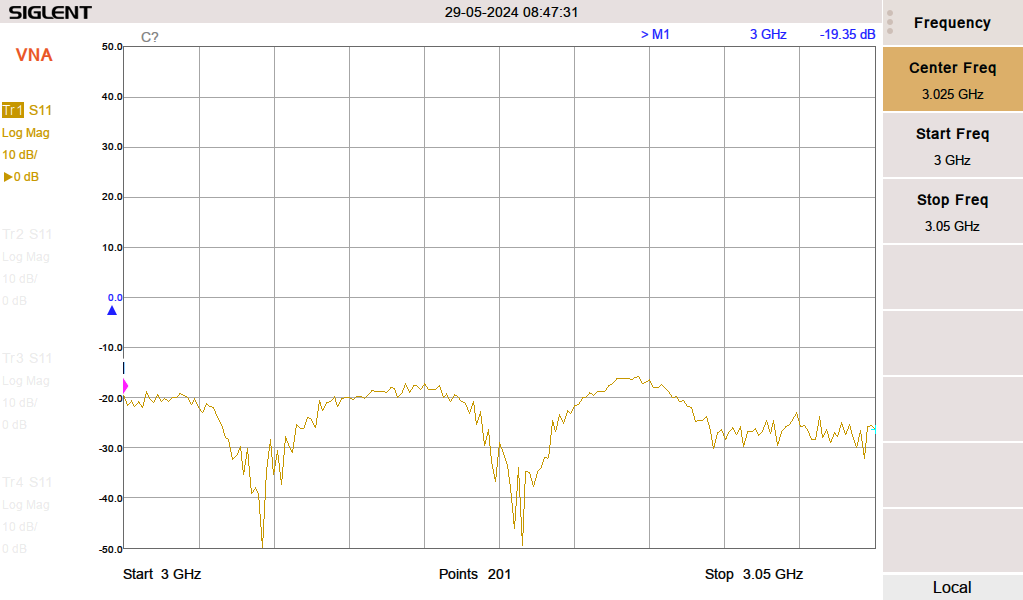 SIGLENT
29-05-2024 08:47:31
VNA
C?
> M1 3 GHz -19.35 dB
Tr1 S11
Log Mag
10 dB/
▶0 dB
Tr2 S11
Log Mag
10 dB/
0 dB
Tr3 S11
Log Mag
10 dB/
0 dB
Tr4 S11
Log Mag
10 dB/
0 dB
50.0
40.0
30.0
20.0
10.0
0.0
-10.0
-20.0
-30.0
-40.0
-50.0
Start 3 GHz
Points 201
Stop 3.05 GHz
Frequency
Center Freq
3.025 GHz
Start Freq
3 GHz
Stop Freq
3.05 GHz
Local